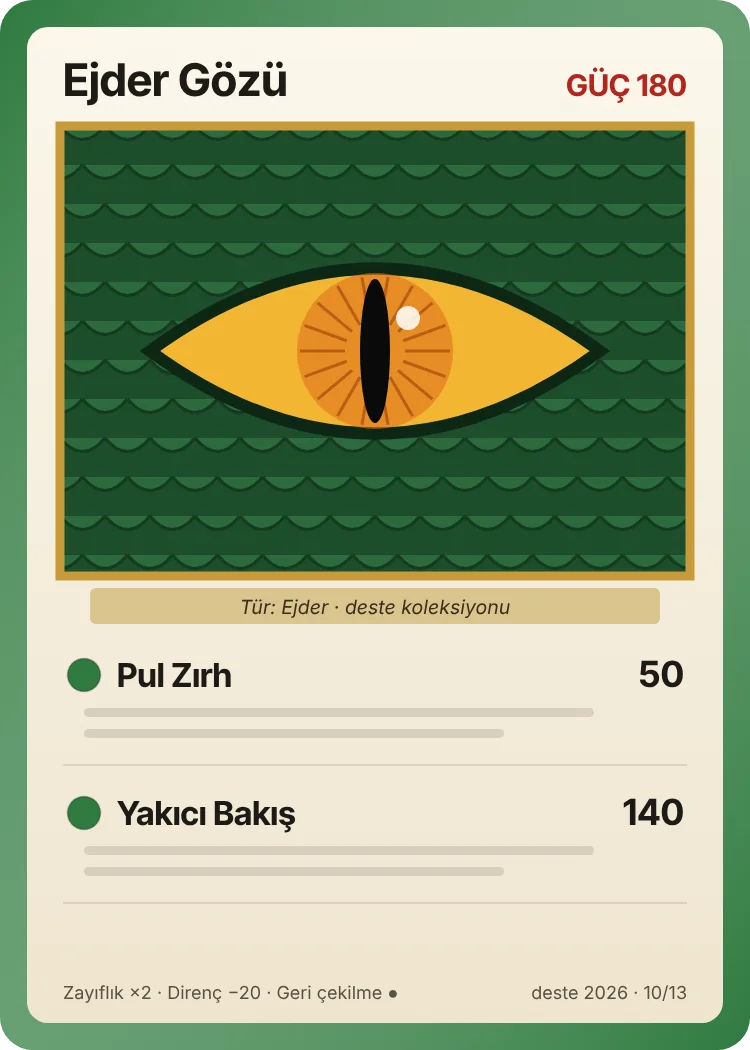 Ejder Gözü
GÜÇ 180
Tür: Ejder · deste koleksiyonu
Pul Zırh 50
Yakıcı Bakış 140
Zayıflık ×2 · Direnç −20 · Geri çekilme ●
deste 2026 · 10/13